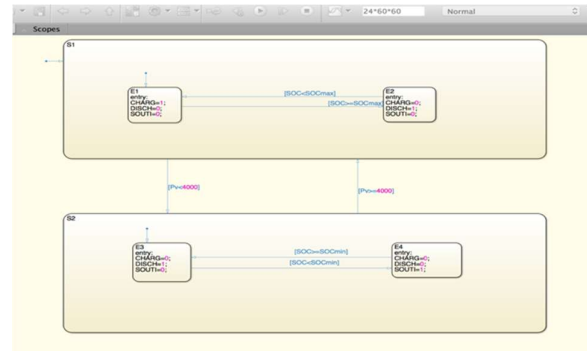 24*60*60
Normal
Scopes
S1
E1
entry:
CHARG=1;
DISCH=0;
SOUTI=0;
[SOC<SOCmax]
[SOC>=SOCmax]
E2
entry:
CHARG=0;
DISCH=1;
SOUTI=0;
[Pv<4000]
[Pv>=4000]
S2
E3
entry:
CHARG=0;
DISCH=1;
SOUTI=0;
[SOC>=SOCmin]
[SOC<SOCmin]
E4
entry:
CHARG=0;
DISCH=0;
SOUTI=1;